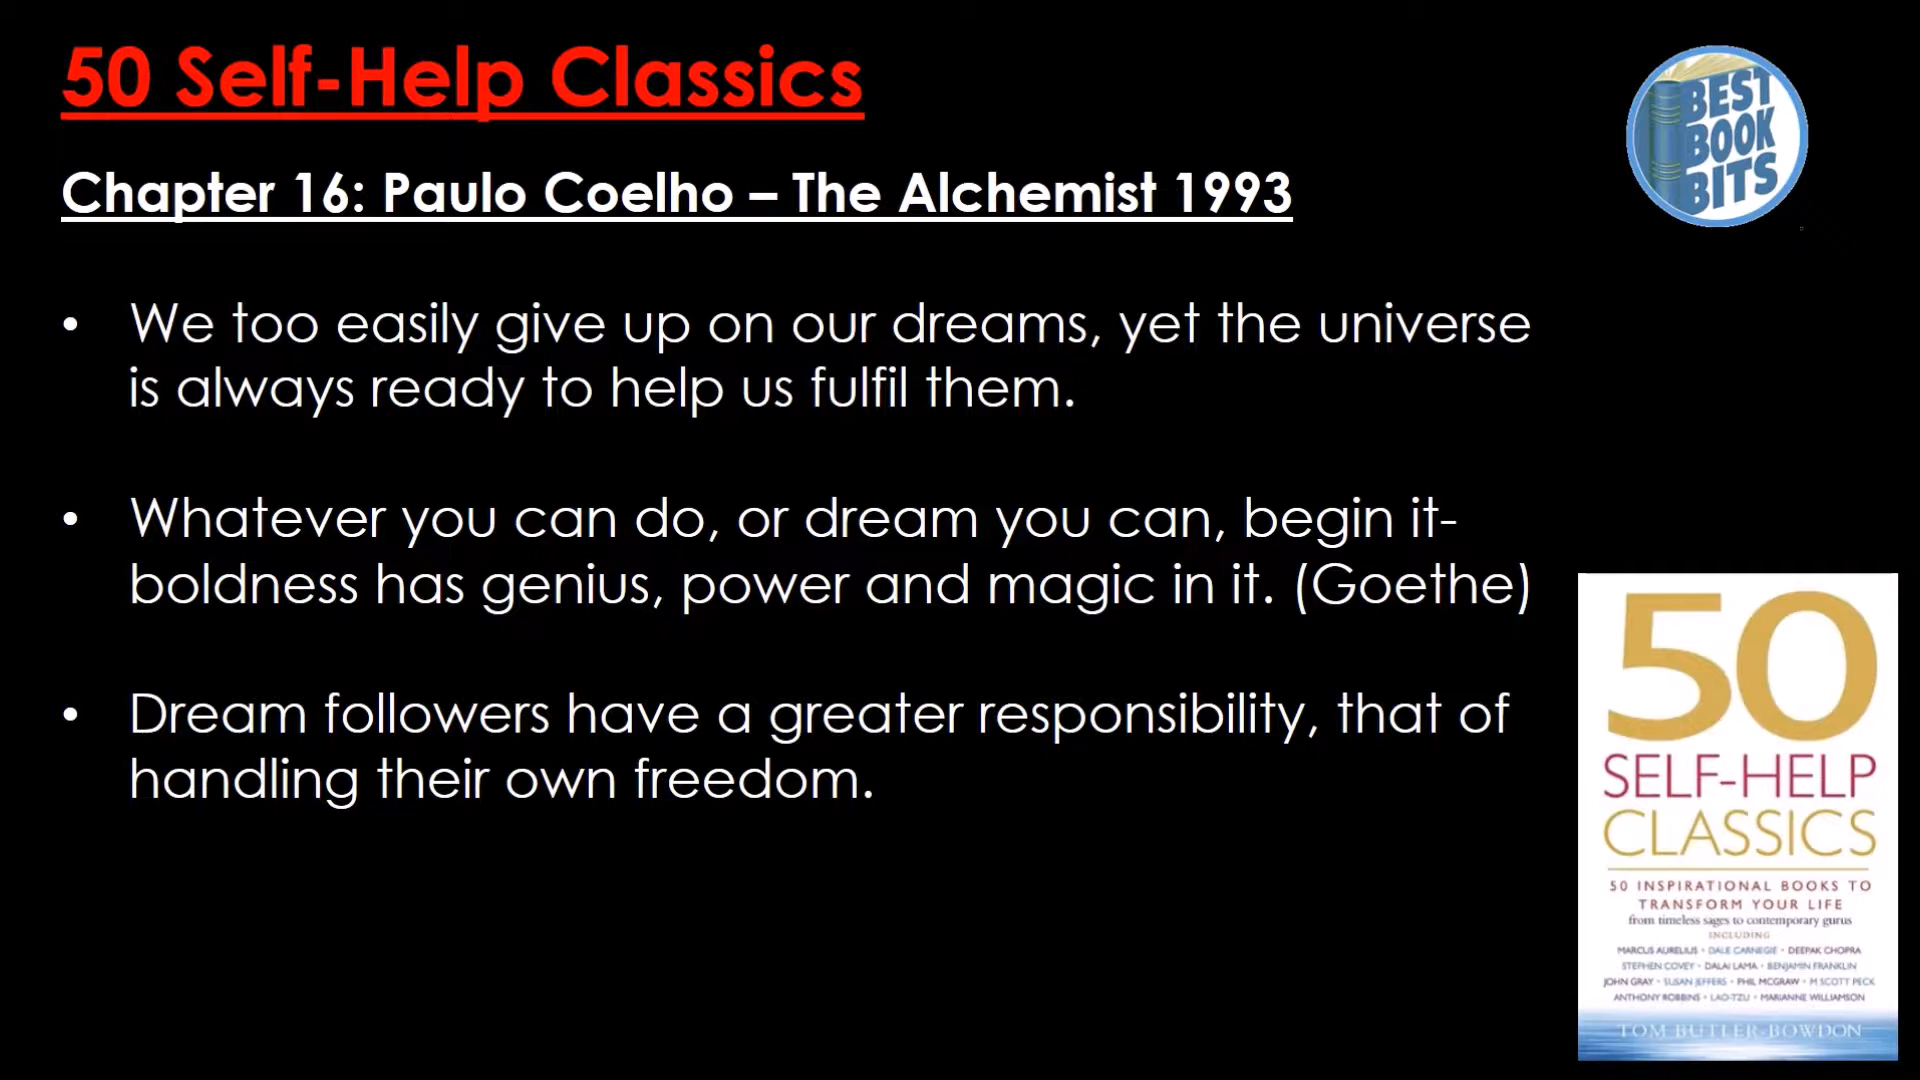 50 Self-Help Classics
BEST
BOOK
BITS
Chapter 16: Paulo Coelho – The Alchemist 1993
• We too easily give up on our dreams, yet the universe
is always ready to help us fulfil them.
• Whatever you can do, or dream you can, begin it-
boldness has genius, power and magic in it. (Goethe)
• Dream followers have a greater responsibility, that of
handling their own freedom.
50
SELF-HELP
CLASSICS
50 INSPIRATIONAL BOOKS TO
TRANSFORM YOUR LIFE
from timeless sages to contemporary gurus
INCLUDING
MARCUS AURELIUS • DALE CARNEGIE • DEEPAK CHOPRA
STEPHEN COVEY • DALAI LAMA • BENJAMIN FRANKLIN
JOHN GRAY • SUSAN JEFFERS • PHIL MCGRAW • M SCOTT PECK
ANTHONY ROBBINS • LAO-TZU • MARIANNE WILLIAMSON
TOM BUTLER-BOWDON